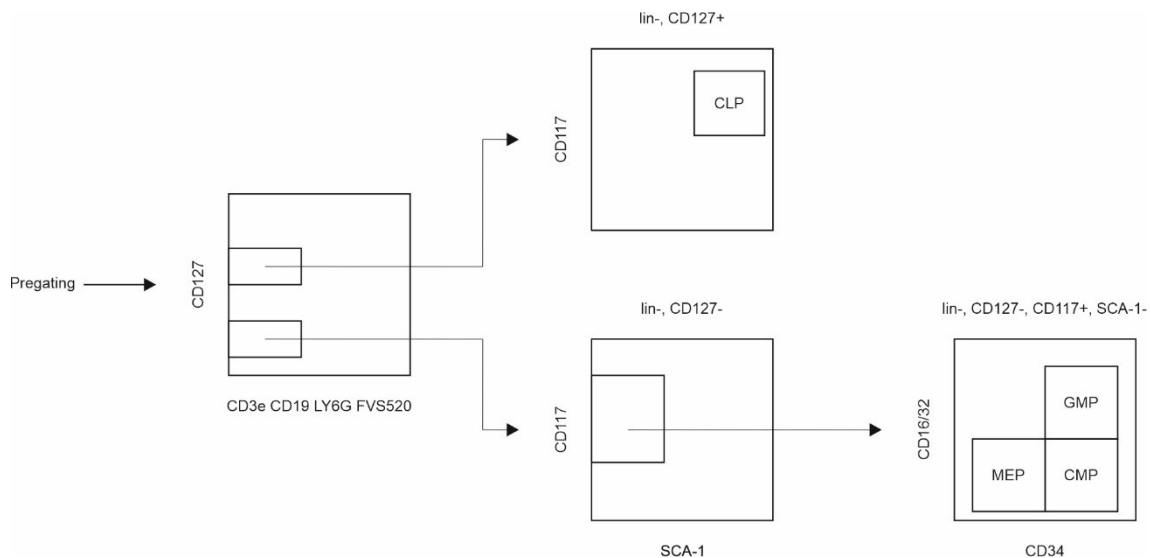 lin-, CD127+
CLP
CD117
Pregating
CD127
CD3e CD19 LY6G FVS520
lin-, CD127-
CD117
SCA-1
lin-, CD127-, CD117+, SCA-1-
GMP
MEP
CMP
CD16/32
CD34